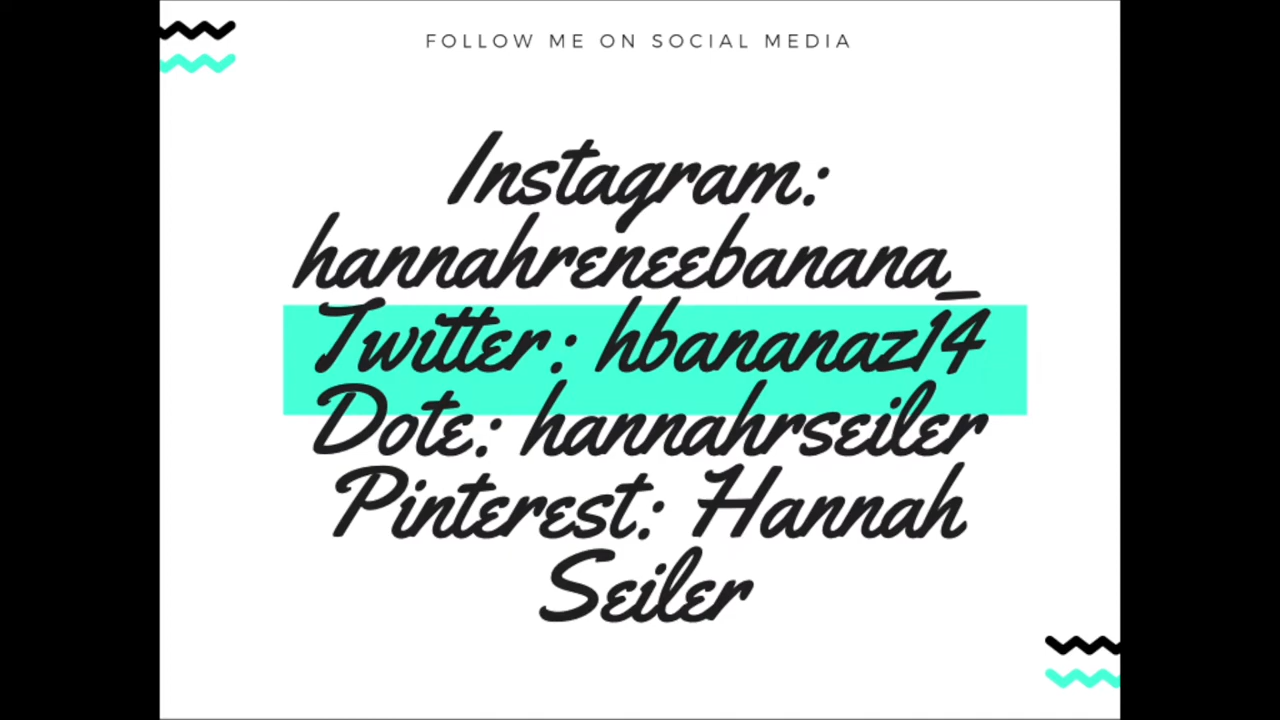 FOLLOW ME ON SOCIAL MEDIA
Instagram:
hannahreneebanana_
Twitter: hbananaz14
Dote: hannahrseiler
Pinterest: Hannah
Seiler